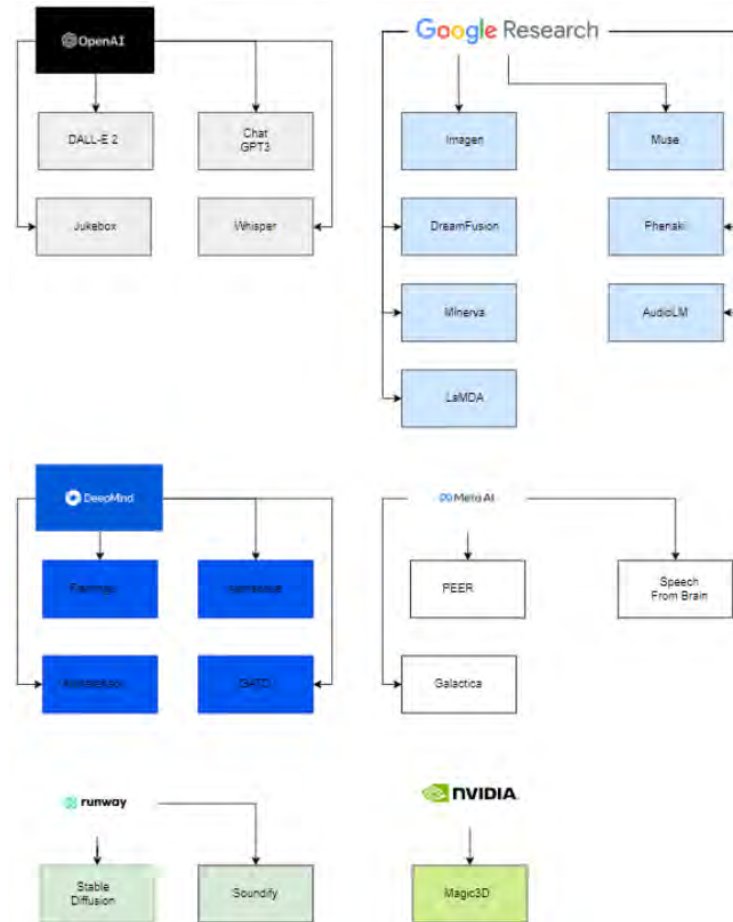 OpenAI
Google Research
DALL-E 2
Chat
GPT3
Imagen
Muse
Jukebox
Whisper
DreamFusion
Phenaki
Minerva
AudioLM
LaMDA
DeepMind
Meta AI
Flamingo
PEER
Speech
From Brain
GATO
Galactica
runway
NVIDIA
Stable
Diffusion
Soundify
Magic3D